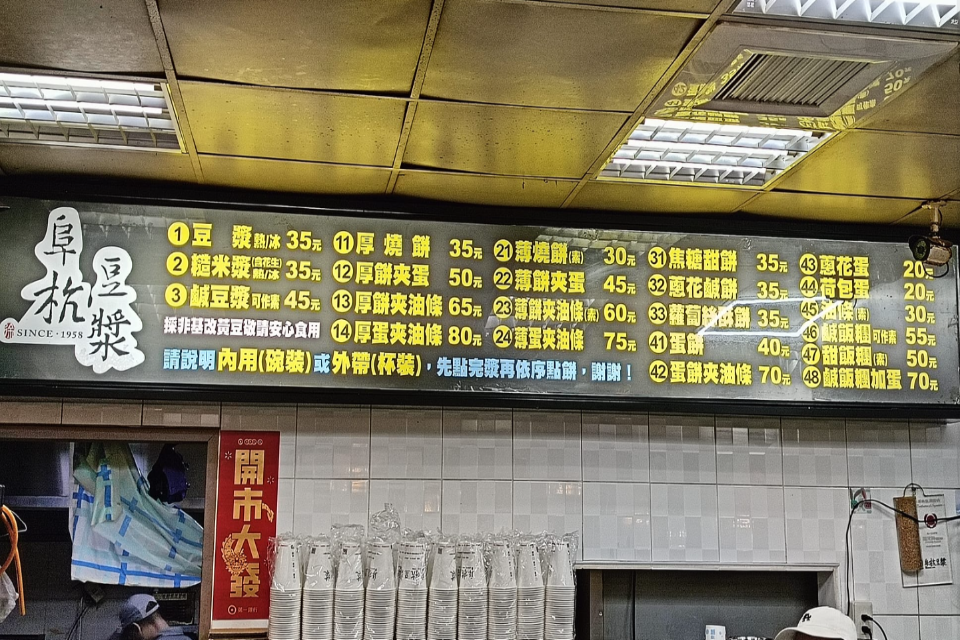 阜杭
豆漿
SINCE·1958
①豆 漿 熱/冰 35元
②糙米漿(含花生)熱/冰 35元
③鹹豆漿 可作素 45元
採非基改黃豆敬請安心食用
⑪厚 燒 餅 35元
⑫厚餅夾蛋 50元
⑬厚餅夾油條 65元
⑭厚蛋夾油條 80元
㉑薄燒餅(素) 30元
㉒薄餅夾蛋 45元
㉓薄餅夾油條(素) 60元
㉔薄蛋夾油條 75元
㉛焦糖甜餅 35元
㉜蔥花鹹餅 35元
㉝蘿蔔絲酥餅 35元
㊶蛋餅 40元
㊷蛋餅夾油條 70元
㊸蔥花蛋 20元
㊹荷包蛋 20元
㊺油條(素) 30元
㊻鹹飯糰 可作素 55元
㊼甜飯糰(素) 50元
㊽鹹飯糰加蛋 70元
請說明內用(碗裝)或外帶(杯裝)，先點完漿再依序點餅，謝謝！
開市大發